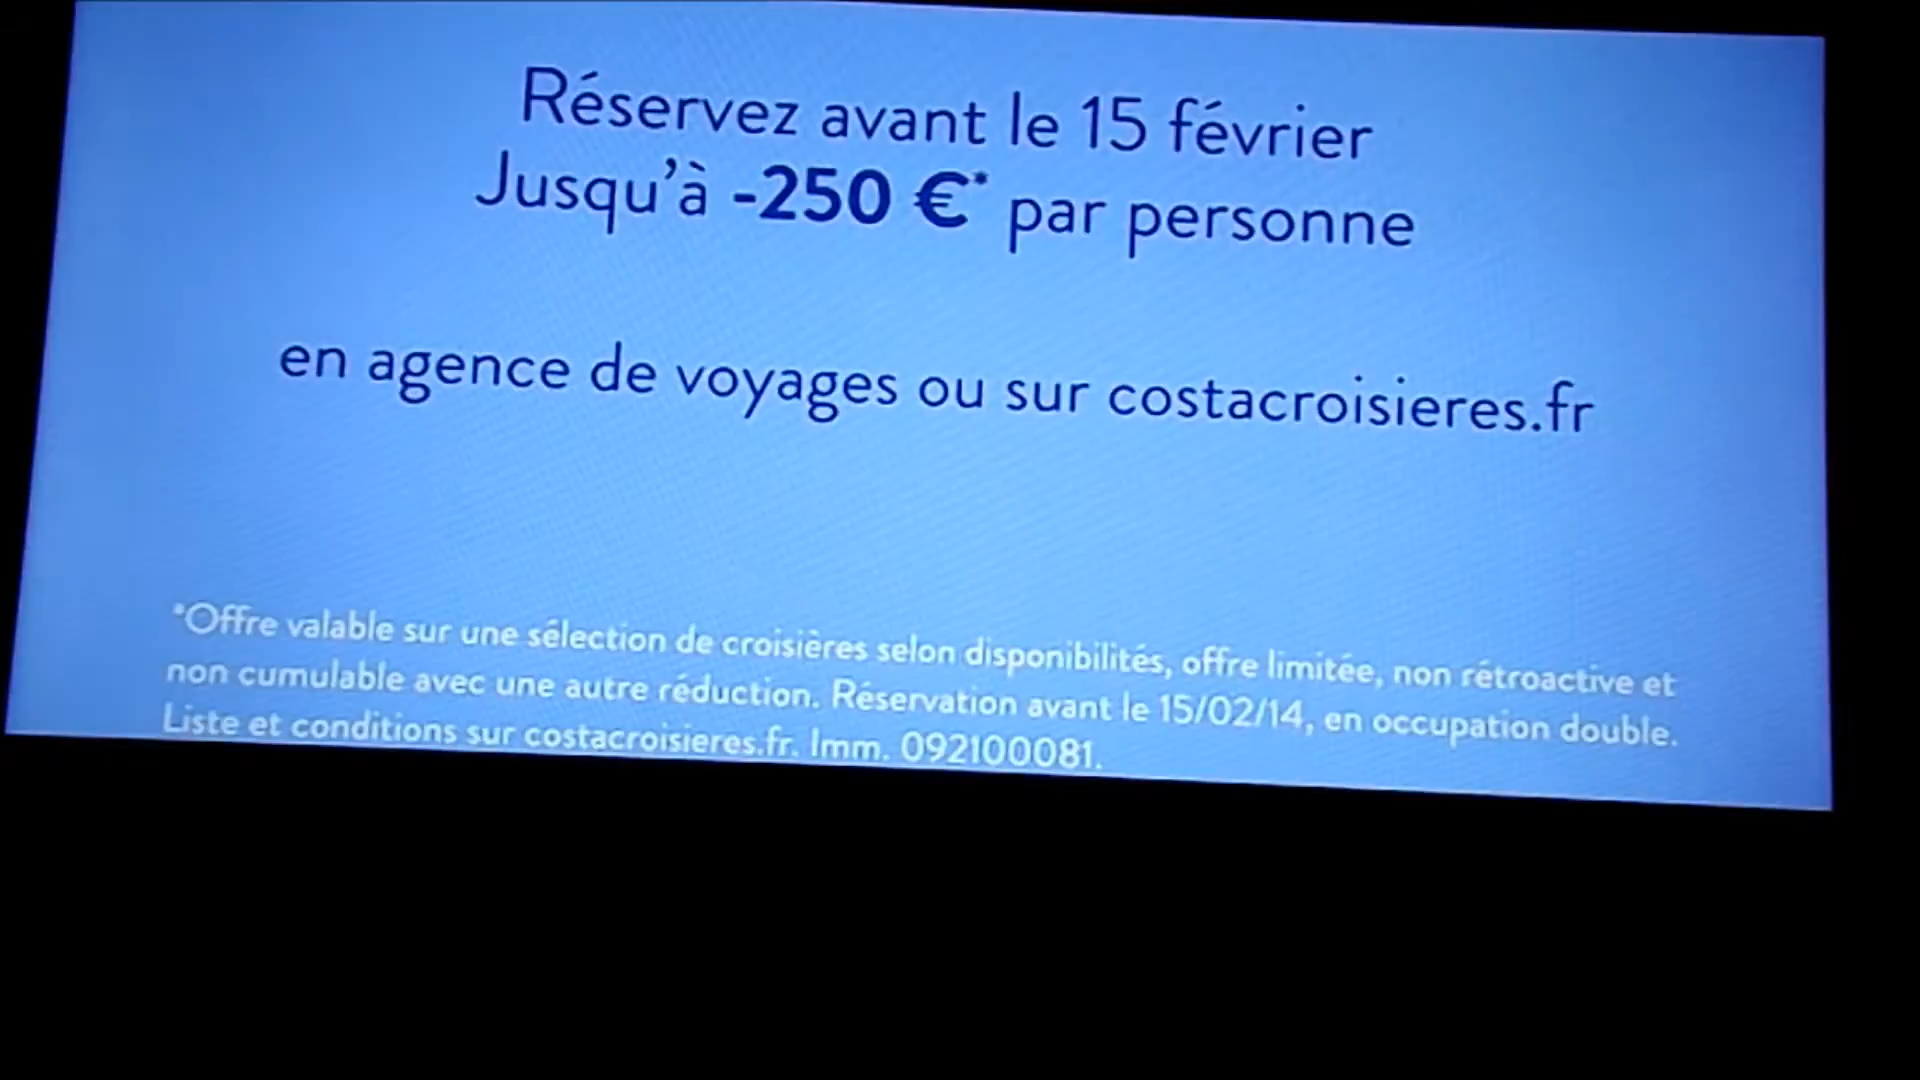 Réservez avant le 15 février
Jusqu'à -250 €* par personne
en agence de voyages ou sur costacroisieres.fr
*Offre valable sur une sélection de croisières selon disponibilités, offre limitée, non rétroactive et
non cumulable avec une autre réduction. Réservation avant le 15/02/14, en occupation double.
Liste et conditions sur costacroisieres.fr. Imm. 092100081.